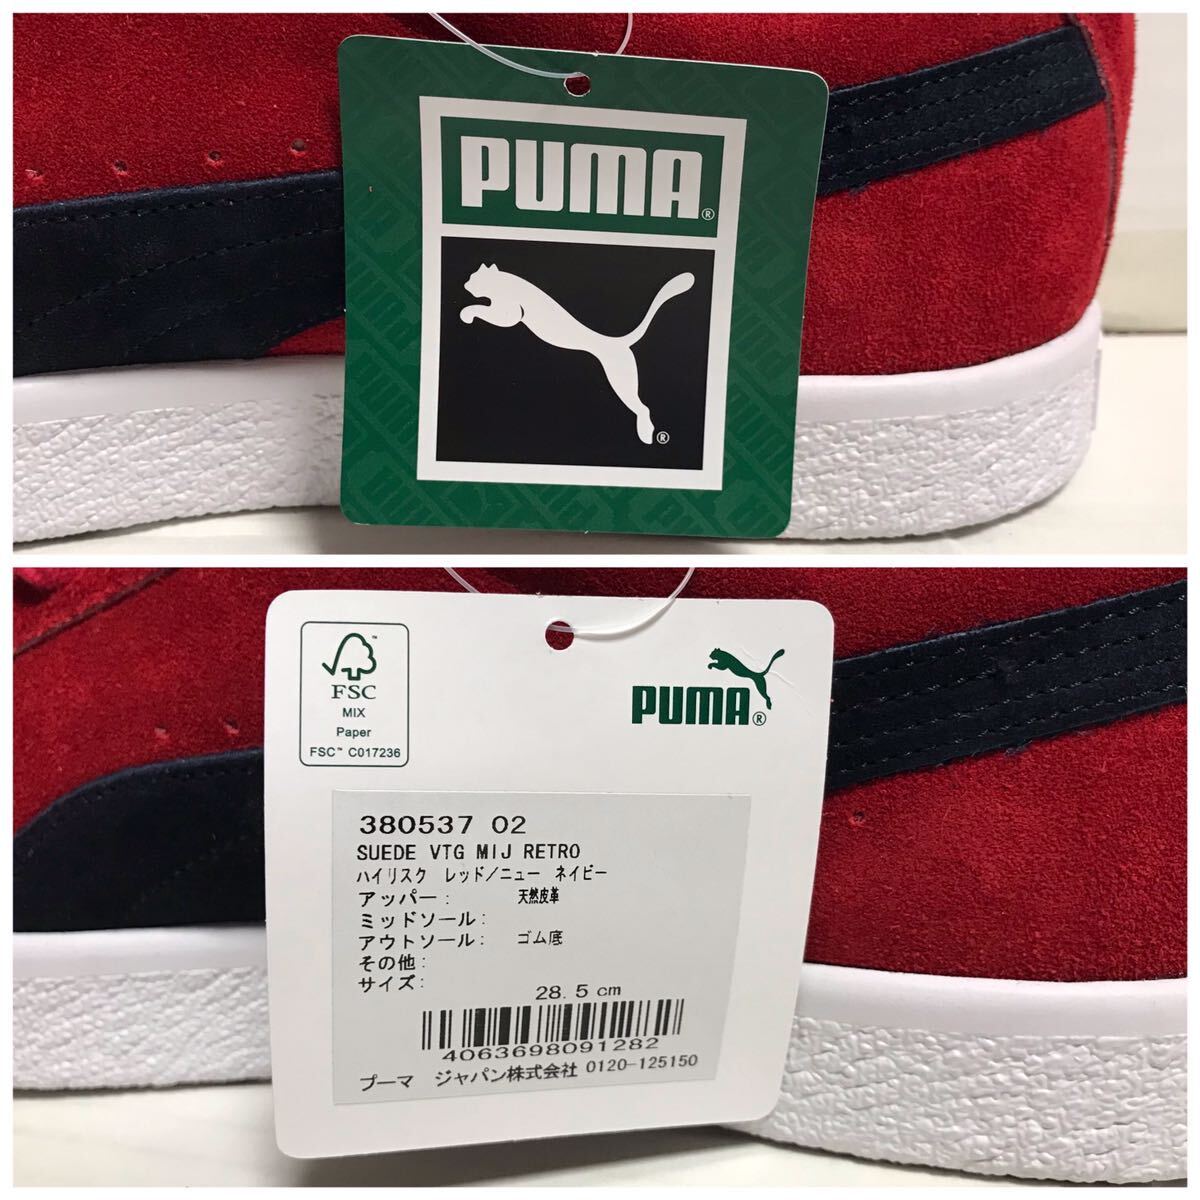 PUMA®
®
FSC™
MIX
Paper
FSC™ C017236
PUMA®
380537 02
SUEDE VTG MIJ RETRO
ハイリスク レッド／ニュー ネイビー
アッパー： 天然皮革
ミッドソール：
アウトソール： ゴム底
その他：
サイズ：
28.5cm
4063698091282
プーマ ジャパン株式会社 0120-125150